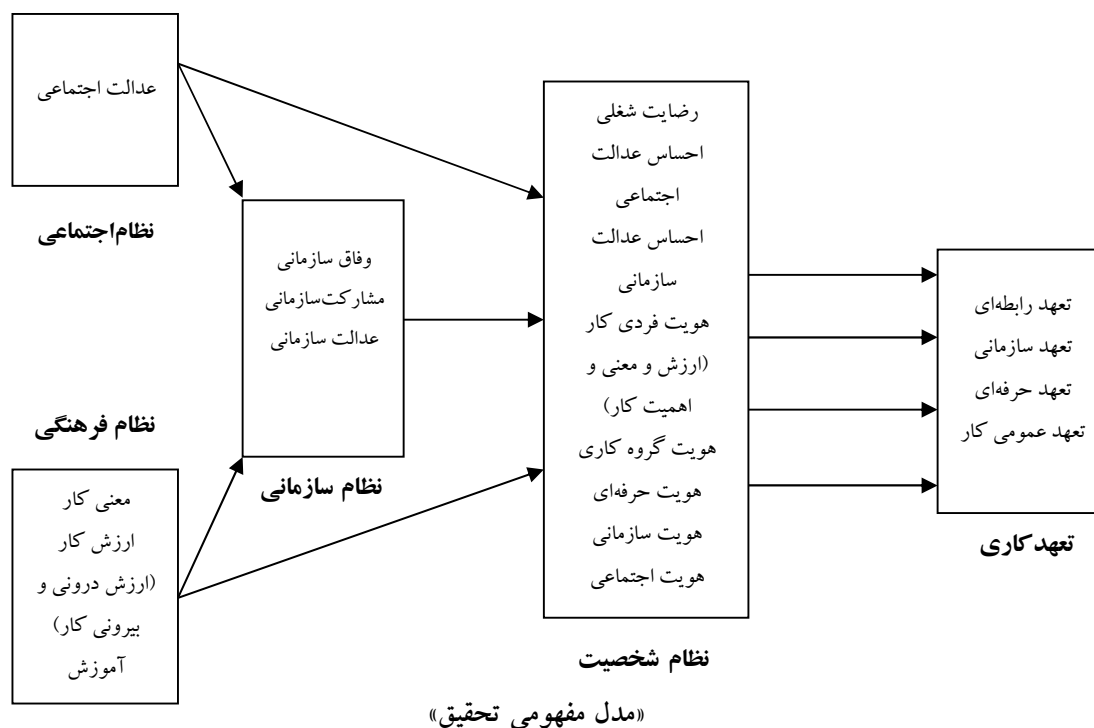 عدالت اجتماعی
نظام‌اجتماعی
نظام فرهنگی
معنی کار
ارزش کار
(ارزش درونی و
بیرونی کار)
آموزش
وفاق سازمانی
مشارکت‌سازمانی
عدالت سازمانی
نظام سازمانی
رضایت شغلی
احساس عدالت
اجتماعی
احساس عدالت
سازمانی
هویت فردی کار
(ارزش و معنی و
اهمیت کار)
هویت گروه کاری
هویت حرفه‌ای
هویت سازمانی
هویت اجتماعی
نظام شخصیت
تعهد رابطه‌ای
تعهد سازمانی
تعهد حرفه‌ای
تعهد عمومی کار
تعهدکاری
«مدل مفهومی تحقیق»